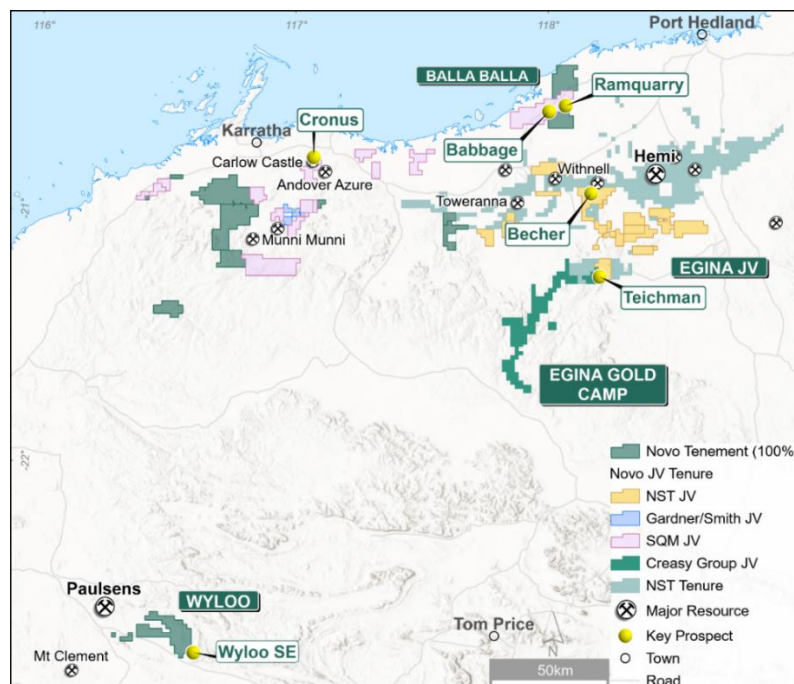 116°
117°
118°
Port Hedland
BALLA BALLA
Ramquarry
Cronus
Karratha
Babbage
Carlow Castle
Andover Azure
Withnell
Hemi
-21°
Toweranna
Munni Munni
Becher
EGINA JV
Teichman
EGINA GOLD
CAMP
-22°
Novo Tenement (100%
Novo JV Tenure
NST JV
Gardner/Smith JV
SQM JV
Creasy Group JV
NST Tenure
Major Resource
Key Prospect
Town
Road
Paulsens
WYLOO
Tom Price
Wyloo SE
Mt Clement
N
50km